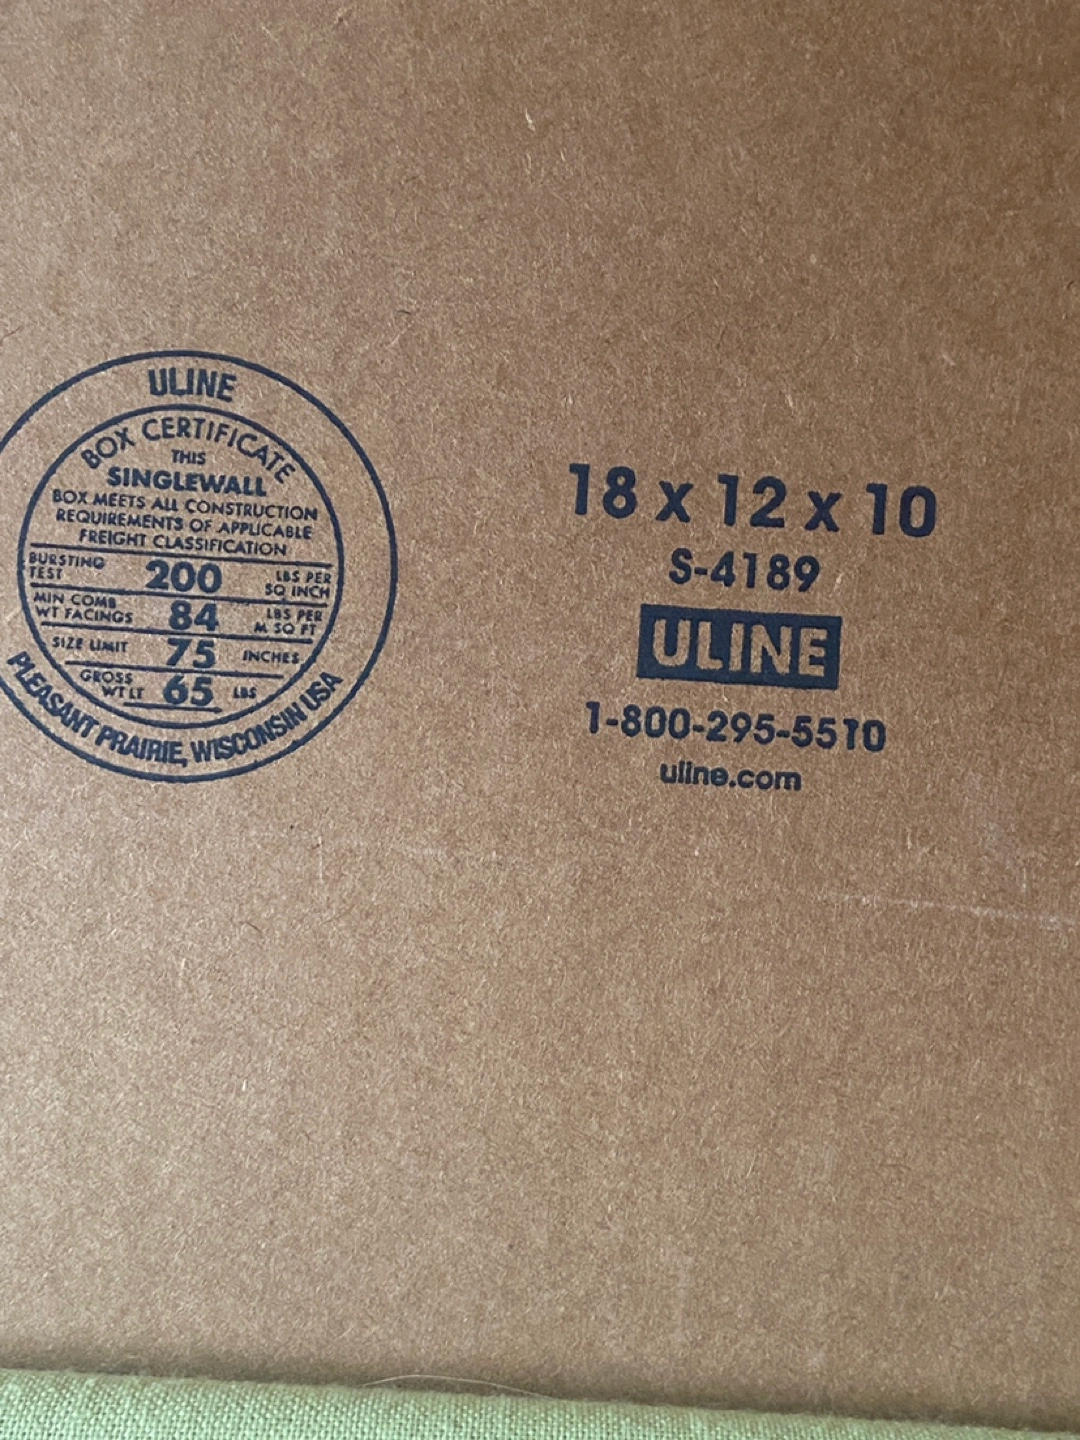 ULINE
BOX CERTIFICATE
THIS
SINGLEWALL
BOX MEETS ALL CONSTRUCTION
REQUIREMENTS OF APPLICABLE
FREIGHT CLASSIFICATION
BURSTING TEST 200 LBS PER SQ INCH
MIN COMB WT FACINGS 84 LBS PER M SQ FT
SIZE LIMIT 75 INCHES
GROSS WT LT 65 LBS
PLEASANT PRAIRIE, WISCONSIN USA
18 x 12 x 10
S-4189
ULINE
1-800-295-5510
uline.com